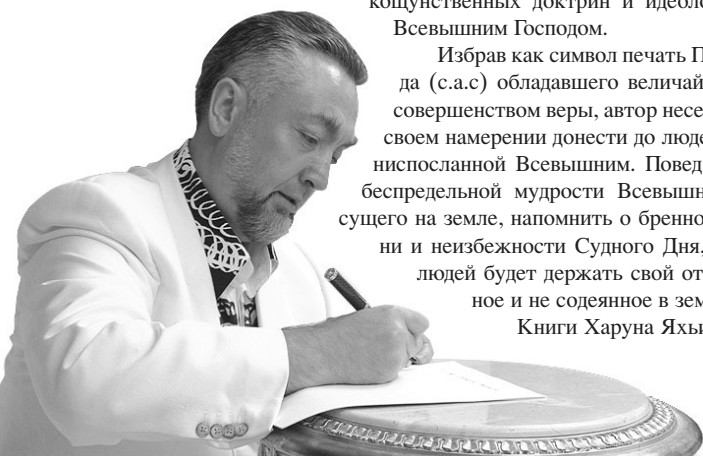 кощунственных доктрин и идеоло
Всевышним Господом.
Избрав как символ печать П
да (с.а.с) обладавшего величай
совершенством веры, автор несе
своем намерении донести до люде
ниспосланной Всевышним. Повед
беспредельной мудрости Всевышн
сущего на земле, напомнить о бренно
ни и неизбежности Судного Дня,
людей будет держать свой от
ное и не содеянное в зем
Книги Харуна Яхьи